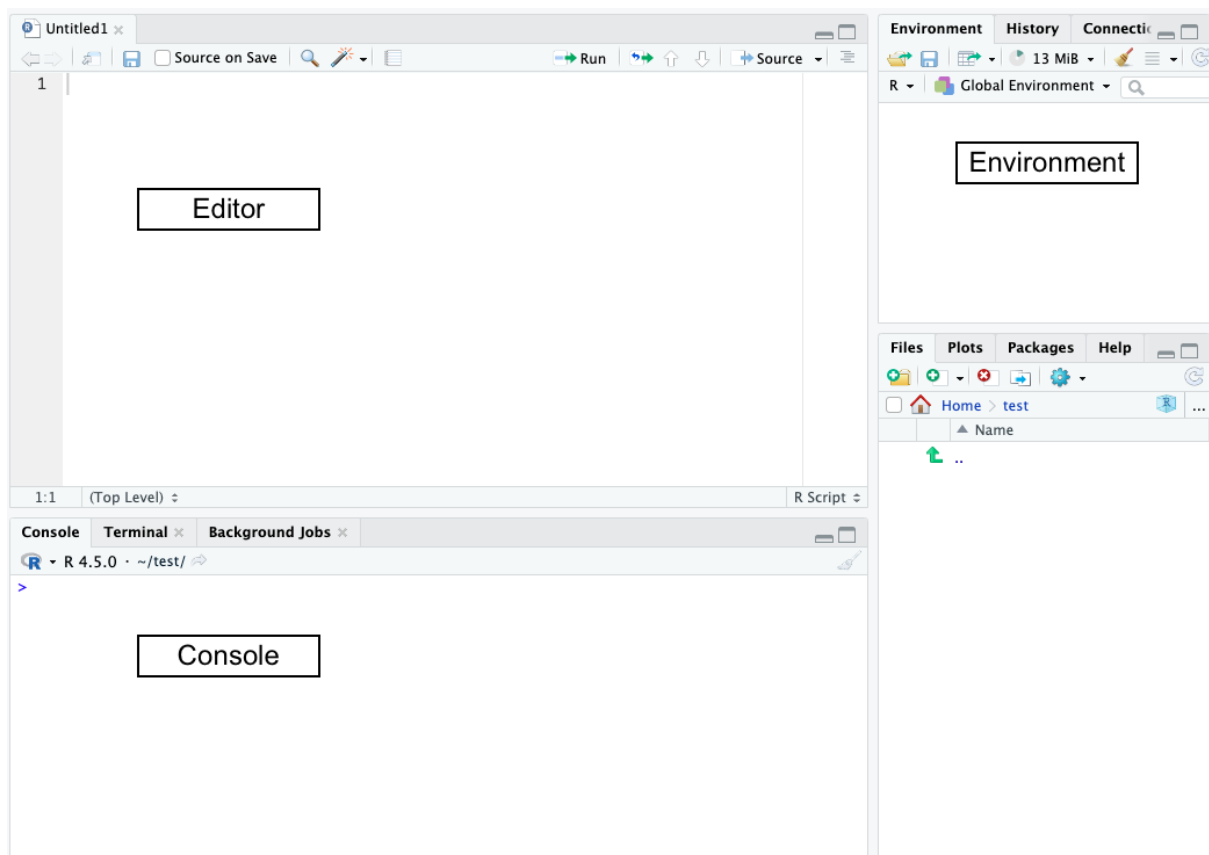 Untitled1
Source on Save
Run
Source
1
Editor
1:1 (Top Level)
R Script
Console Terminal Background Jobs
R 4.5.0 · ~/test/
>
Console
Environment History Connectic
13 MiB
R Global Environment
Environment
Files Plots Packages Help
Home > test
...
Name
..